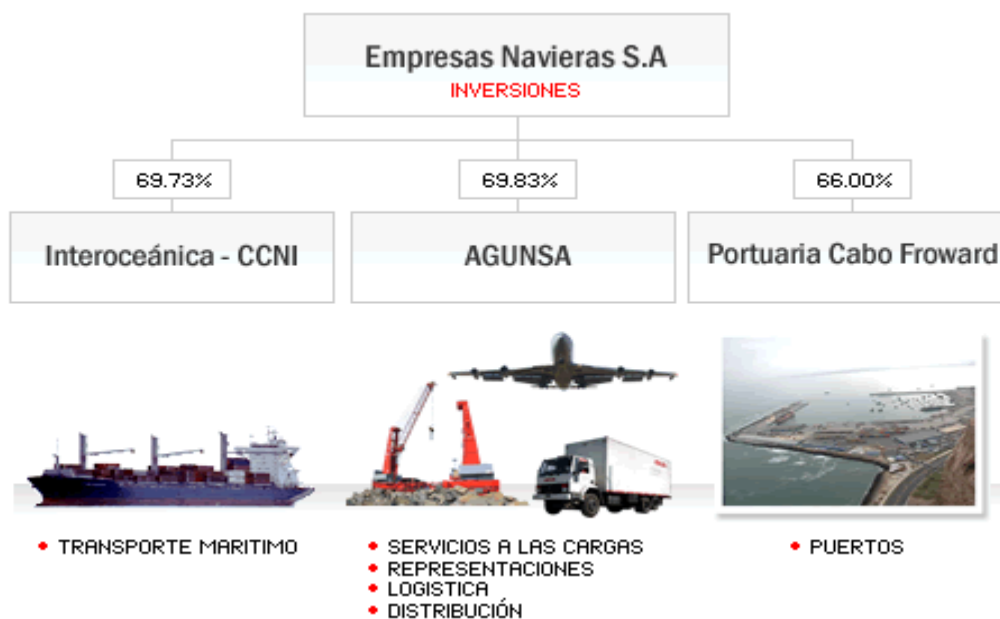 Empresas Navieras S.A
INVERSIONES
69.73%
69.83%
66.00%
Interoceánica - CCNI
AGUNSA
Portuaria Cabo Froward
• TRANSPORTE MARITIMO
• SERVICIOS A LAS CARGAS
• REPRESENTACIONES
• LOGISTICA
• DISTRIBUCIÓN
• PUERTOS